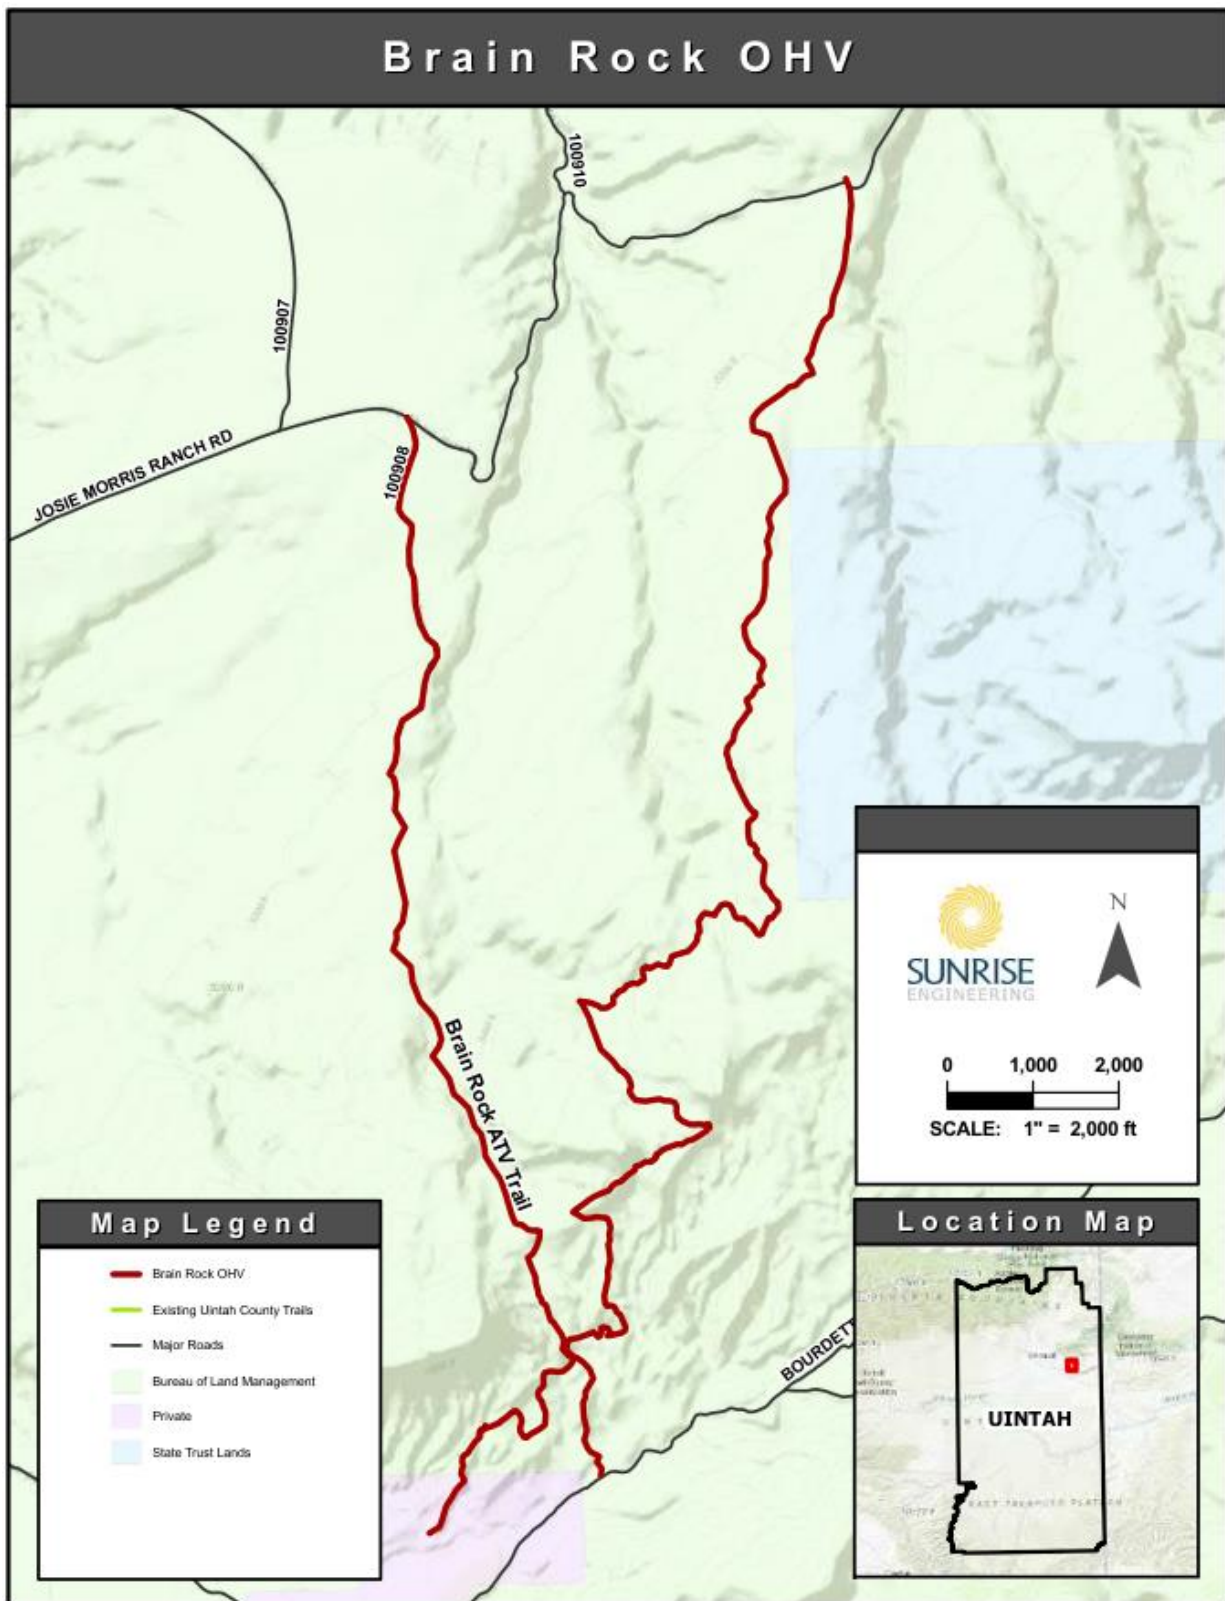 Brain Rock OHV
100910
100907
JOSIE MORRIS RANCH RD
100908
Brain Rock ATV Trail
BOURDETT
SUNRISE
ENGINEERING
N
0 1,000 2,000
SCALE: 1" = 2,000 ft
Map Legend
Brain Rock OHV
Existing Uintah County Trails
Major Roads
Bureau of Land Management
Private
State Trust Lands
Location Map
UINTAH